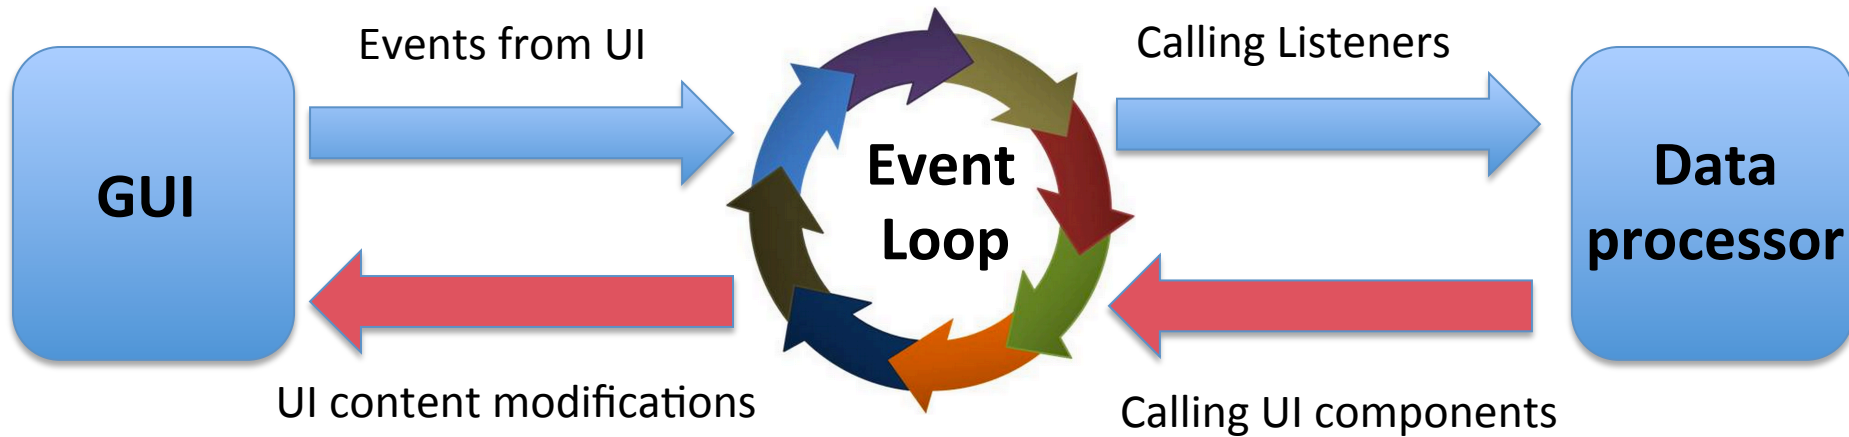 Events from UI
Calling Listeners
GUI
Event
Loop
Data
processor
UI content modifications
Calling UI components